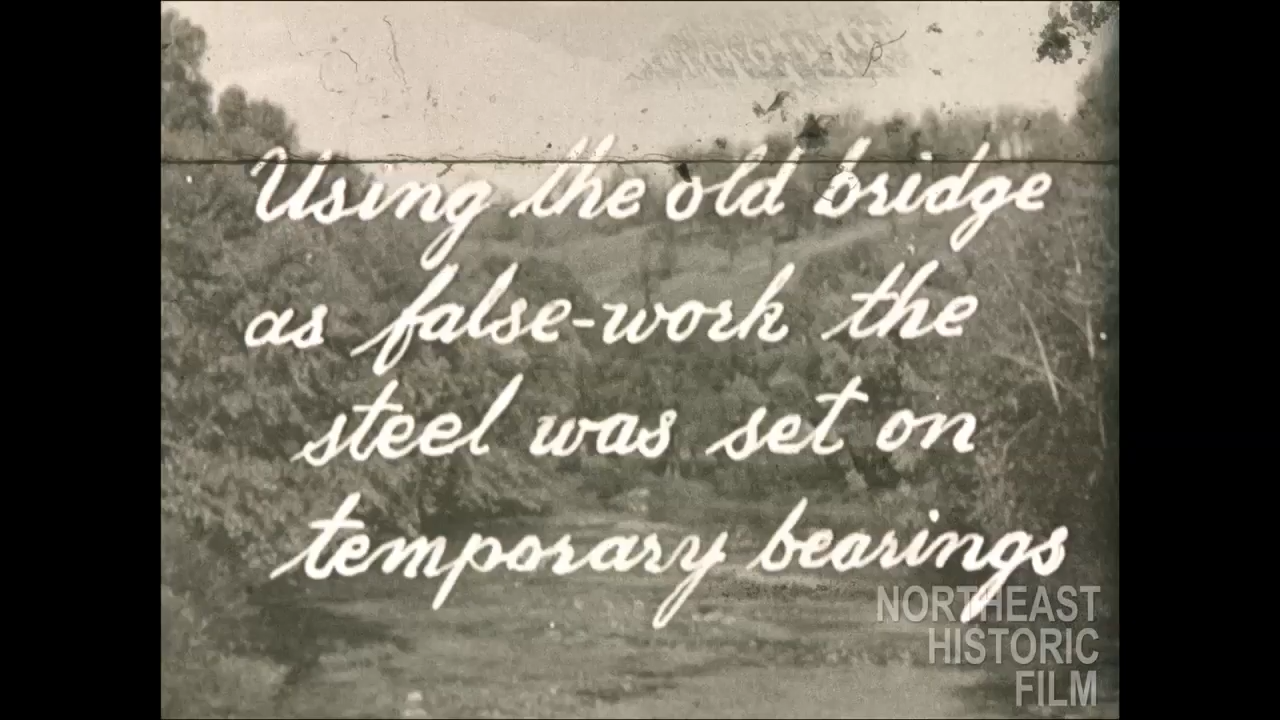 Using the old bridge
as false-work the
steel was set on
temporary bearings
NORTHEAST
HISTORIC
FILM